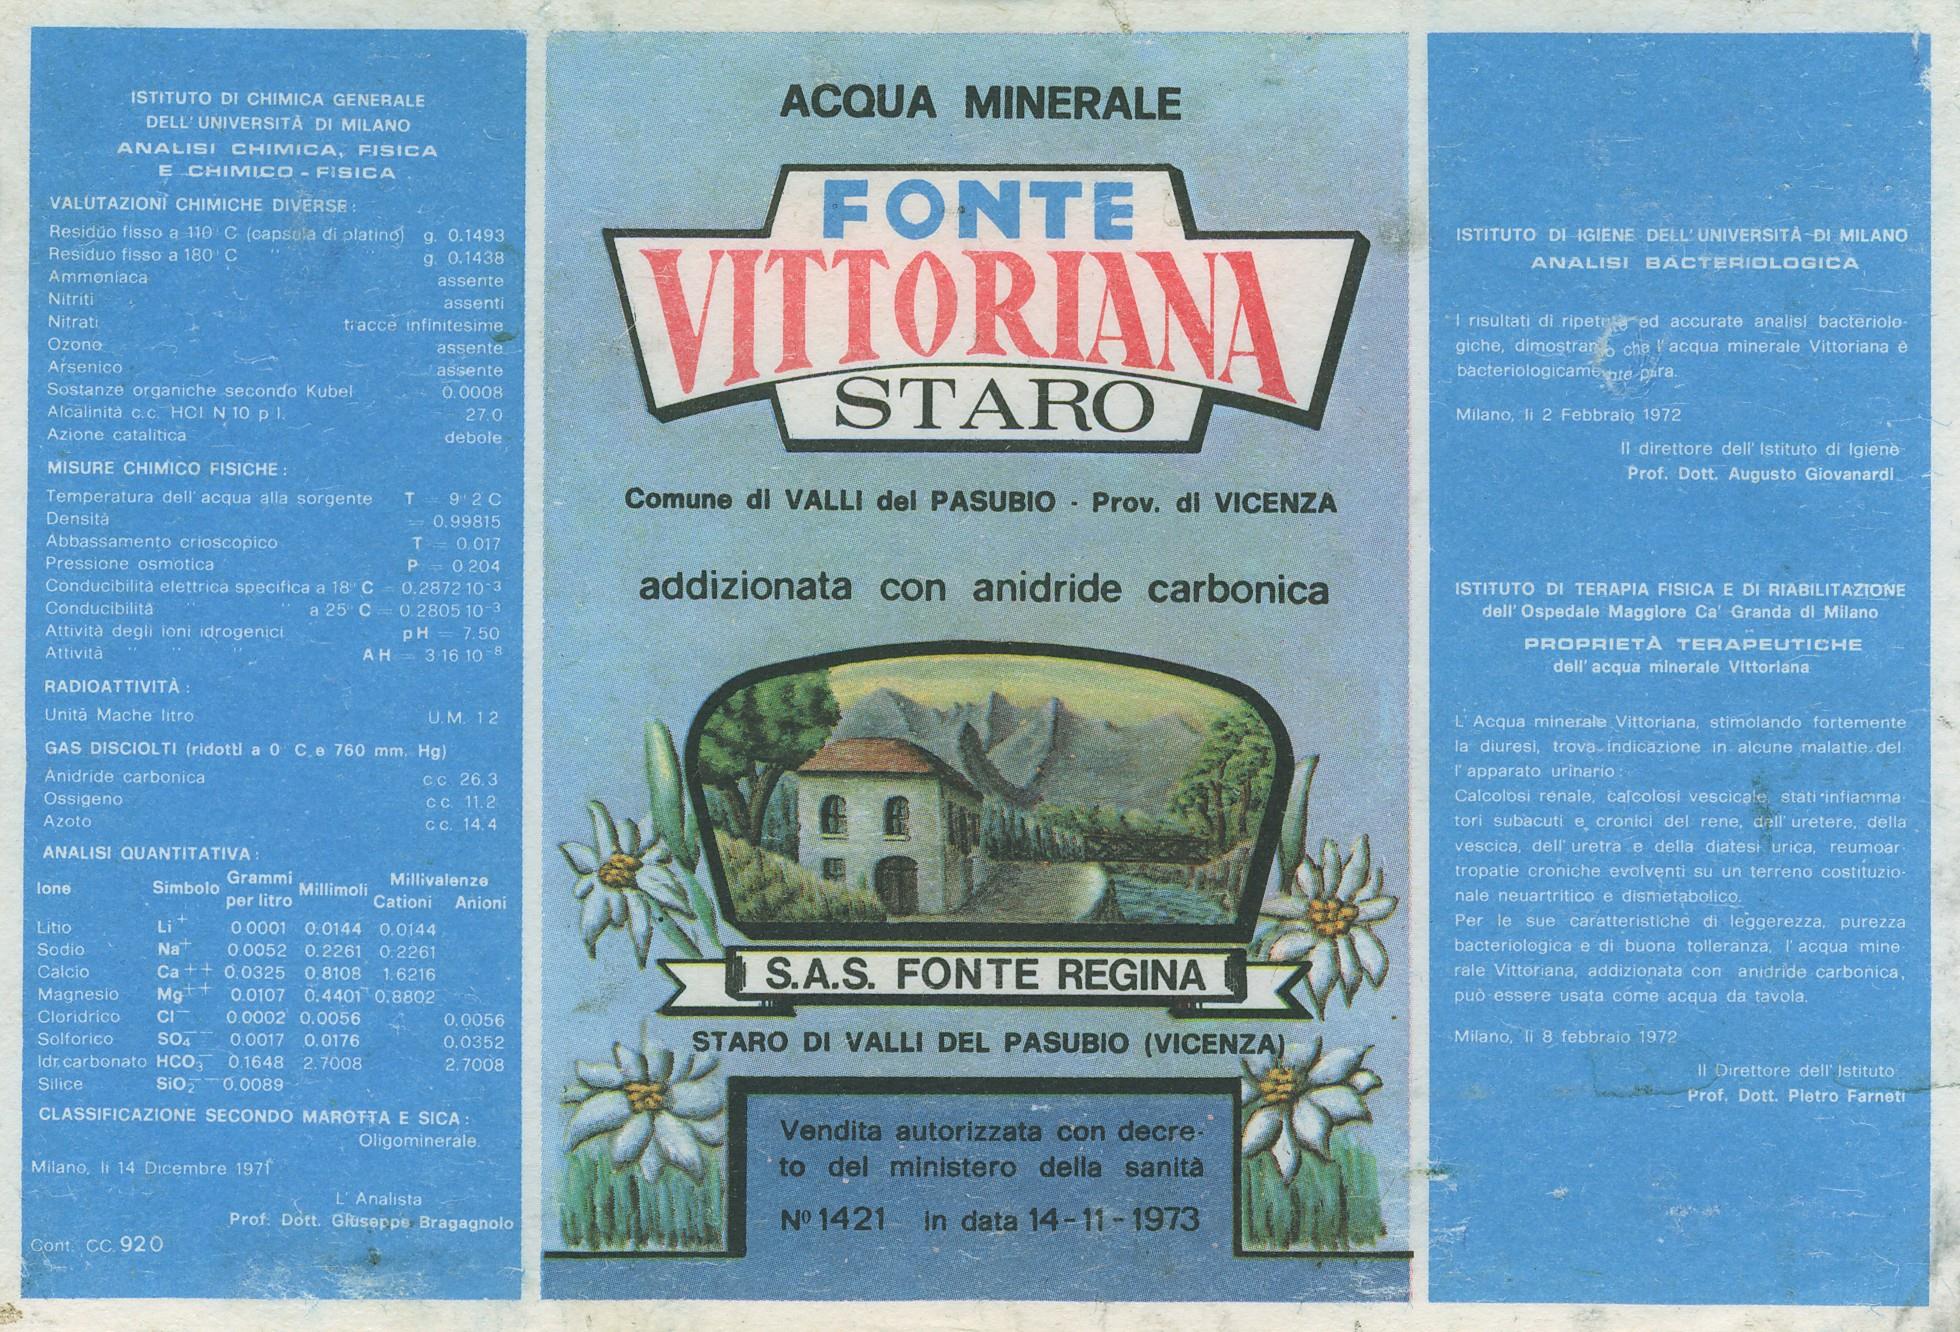 ISTITUTO DI CHIMICA GENERALE
DELL'UNIVERSITÀ DI MILANO
ANALISI CHIMICA, FISICA
E CHIMICO - FISICA
VALUTAZIONI CHIMICHE DIVERSE:
Residuo fisso a 110° C (capsula di platino) g. 0.1493
Residuo fisso a 180° C " " " g. 0.1438
Ammoniaca assente
Nitriti assenti
Nitrati tracce infinitesime
Ozono assente
Arsenico assente
Sostanze organiche secondo Kubel 0.0008
Alcalinità c.c. HCl N 10 p l. 27.0
Azione catalitica debole
MISURE CHIMICO FISICHE:
Temperatura dell'acqua alla sorgente T = 9°2 C
Densità = 0.99815
Abbassamento crioscopico T = 0.017
Pressione osmotica P = 0.204
Conducibilità elettrica specifica a 18° C = 0.2872 10⁻³
Conducibilità " " a 25° C = 0.2805 10⁻³
Attività degli ioni idrogenici pH = 7.50
Attività " " " AH = 3.16 10⁻⁸
RADIOATTIVITÀ:
Unità Mache litro U.M. 1 2
GAS DISCIOLTI (ridotti a 0° C e 760 mm. Hg)
Anidride carbonica c.c. 26.3
Ossigeno c.c. 11.2
Azoto c.c. 14.4
ANALISI QUANTITATIVA:
Ione Simbolo Grammi per litro Millimoli Millivalenze Cationi Anioni
Litio Li⁺ 0.0001 0.0144 0.0144
Sodio Na⁺ 0.0052 0.2261 0.2261
Calcio Ca⁺⁺ 0.0325 0.8108 1.6216
Magnesio Mg⁺⁺ 0.0107 0.4401 0.8802
Cloridrico Cl⁻ 0.0002 0.0056 0.0056
Solforico SO₄⁻⁻ 0.0017 0.0176 0.0352
Idr.carbonato HCO₃⁻ 0.1648 2.7008 2.7008
Silice SiO₂⁻⁻ 0.0089
CLASSIFICAZIONE SECONDO MAROTTA E SICA:
Oligominerale.
Milano, li 14 Dicembre 1971
L'Analista
Prof. Dott. Giuseppe Bragagnolo
Cont. CC. 920
ACQUA MINERALE
FONTE
VITTORIANA
STARO
Comune di VALLI del PASUBIO - Prov. di VICENZA
addizionata con anidride carbonica
S.A.S. FONTE REGINA
STARO DI VALLI DEL PASUBIO (VICENZA)
Vendita autorizzata con decre-
to del ministero della sanità
Nº 1421 in data 14-11-1973
ISTITUTO DI IGIENE DELL'UNIVERSITÀ DI MILANO
ANALISI BACTERIOLOGICA
I risultati di ripetute ed accurate analisi bacteriolo-
giche, dimostrano che l'acqua minerale Vittoriana è
bacteriologicamente pura.
Milano, li 2 Febbraio 1972
Il direttore dell'Istituto di Igiene
Prof. Dott. Augusto Giovanardi
ISTITUTO DI TERAPIA FISICA E DI RIABILITAZIONE
dell'Ospedale Maggiore Ca' Granda di Milano
PROPRIETÀ TERAPEUTICHE
dell'acqua minerale Vittoriana
L'Acqua minerale Vittoriana, stimolando fortemente
la diuresi, trova indicazione in alcune malattie del
l'apparato urinario:
Calcolosi renale, calcolosi vescicale, stati infiamma-
tori subacuti e cronici del rene, dell'uretere, della
vescica, dell'uretra e della diatesi urica, reumoar-
tropatie croniche evolventi su un terreno costituzio-
nale neuartritico e dismetabolico.
Per le sue caratteristiche di leggerezza, purezza
bacteriologica e di buona tolleranza, l'acqua mine-
rale Vittoriana, addizionata con anidride carbonica,
può essere usata come acqua da tavola.
Milano, li 8 febbraio 1972
Il Direttore dell'Istituto
Prof. Dott. Pietro Farneti